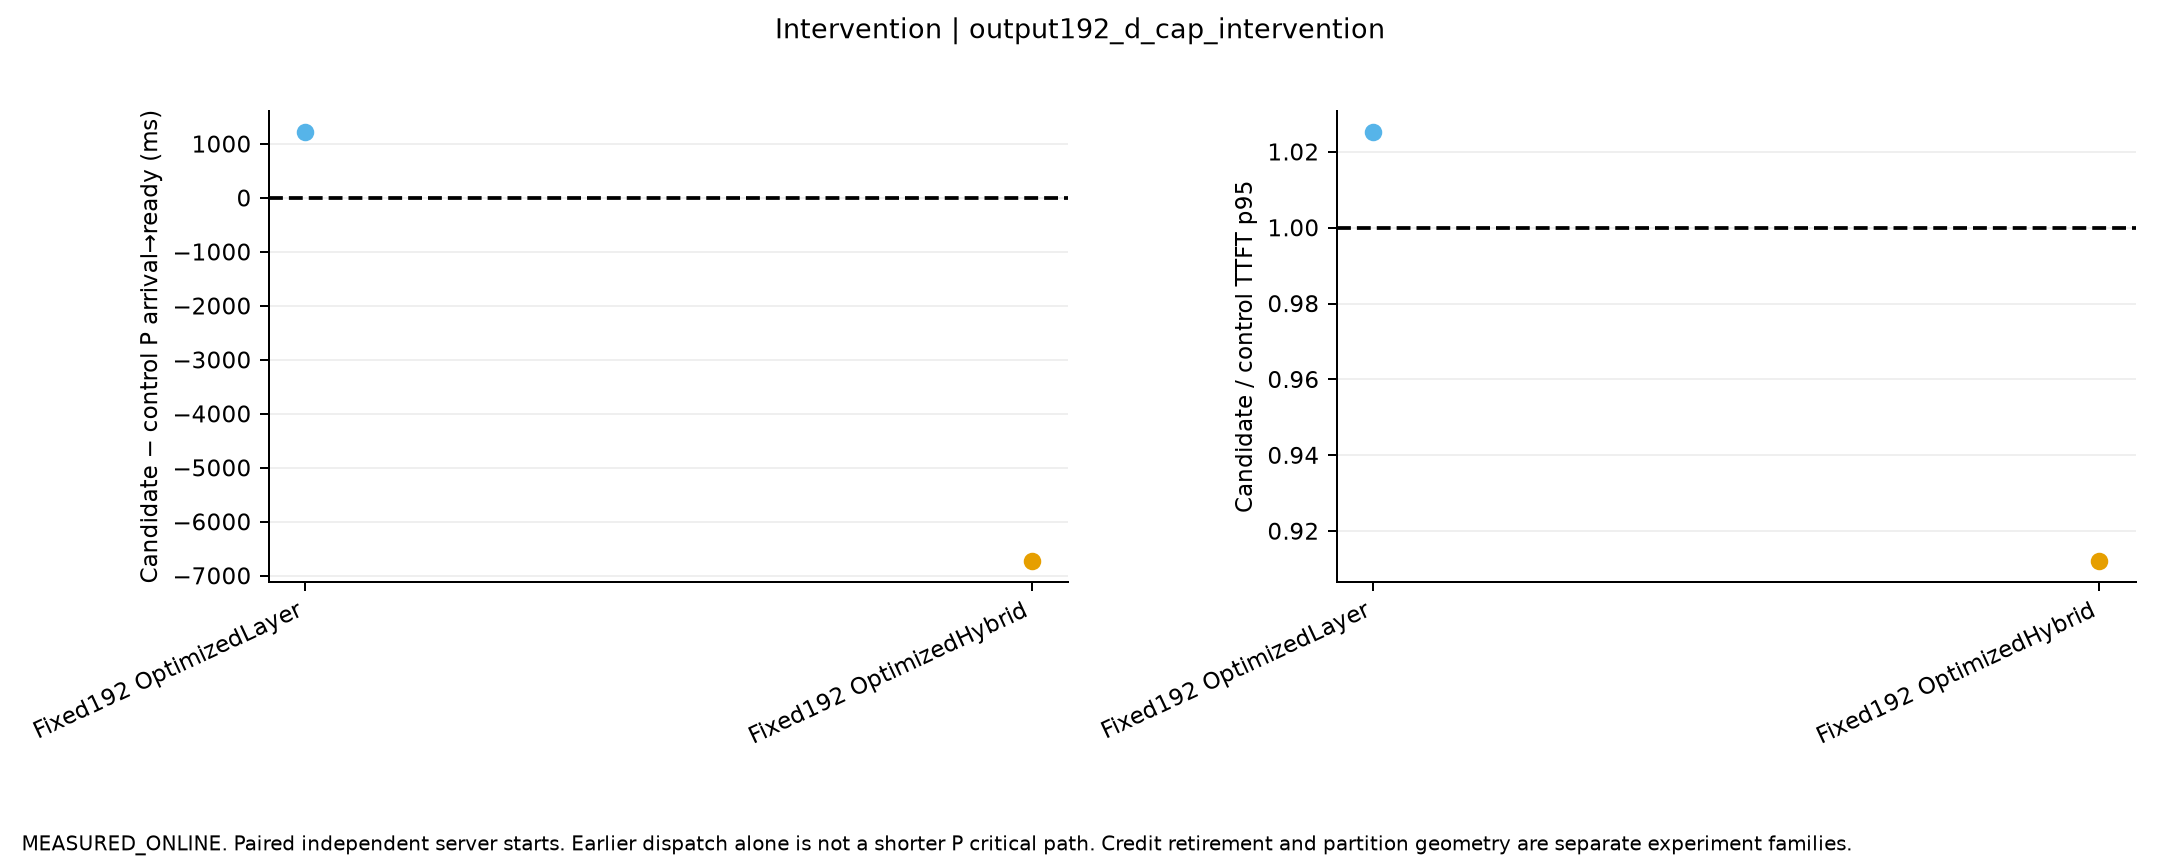 Intervention | output192_d_cap_intervention
Candidate − control P arrival→ready (ms)
1000
0
−1000
−2000
−3000
−4000
−5000
−6000
−7000
Fixed192 OptimizedLayer
Fixed192 OptimizedHybrid
Candidate / control TTFT p95
1.02
1.00
0.98
0.96
0.94
0.92
Fixed192 OptimizedLayer
Fixed192 OptimizedHybrid
MEASURED_ONLINE. Paired independent server starts. Earlier dispatch alone is not a shorter P critical path. Credit retirement and partition geometry are separate experiment families.